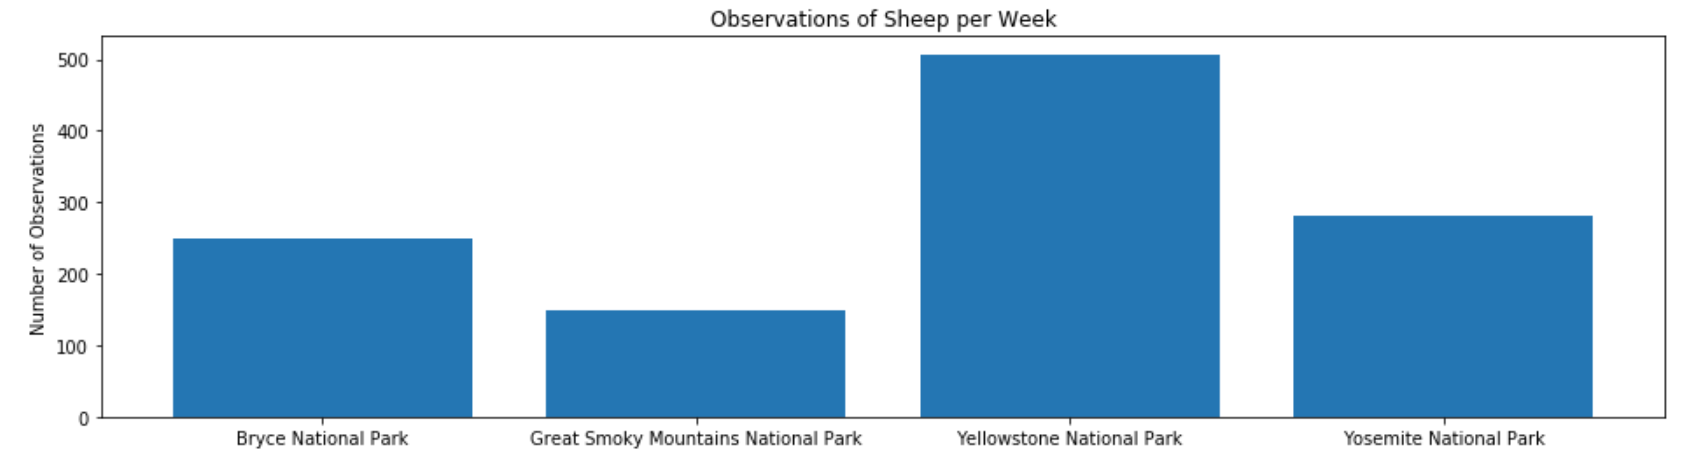 Observations of Sheep per Week
Number of Observations
500
400
300
200
100
0
Bryce National Park
Great Smoky Mountains National Park
Yellowstone National Park
Yosemite National Park